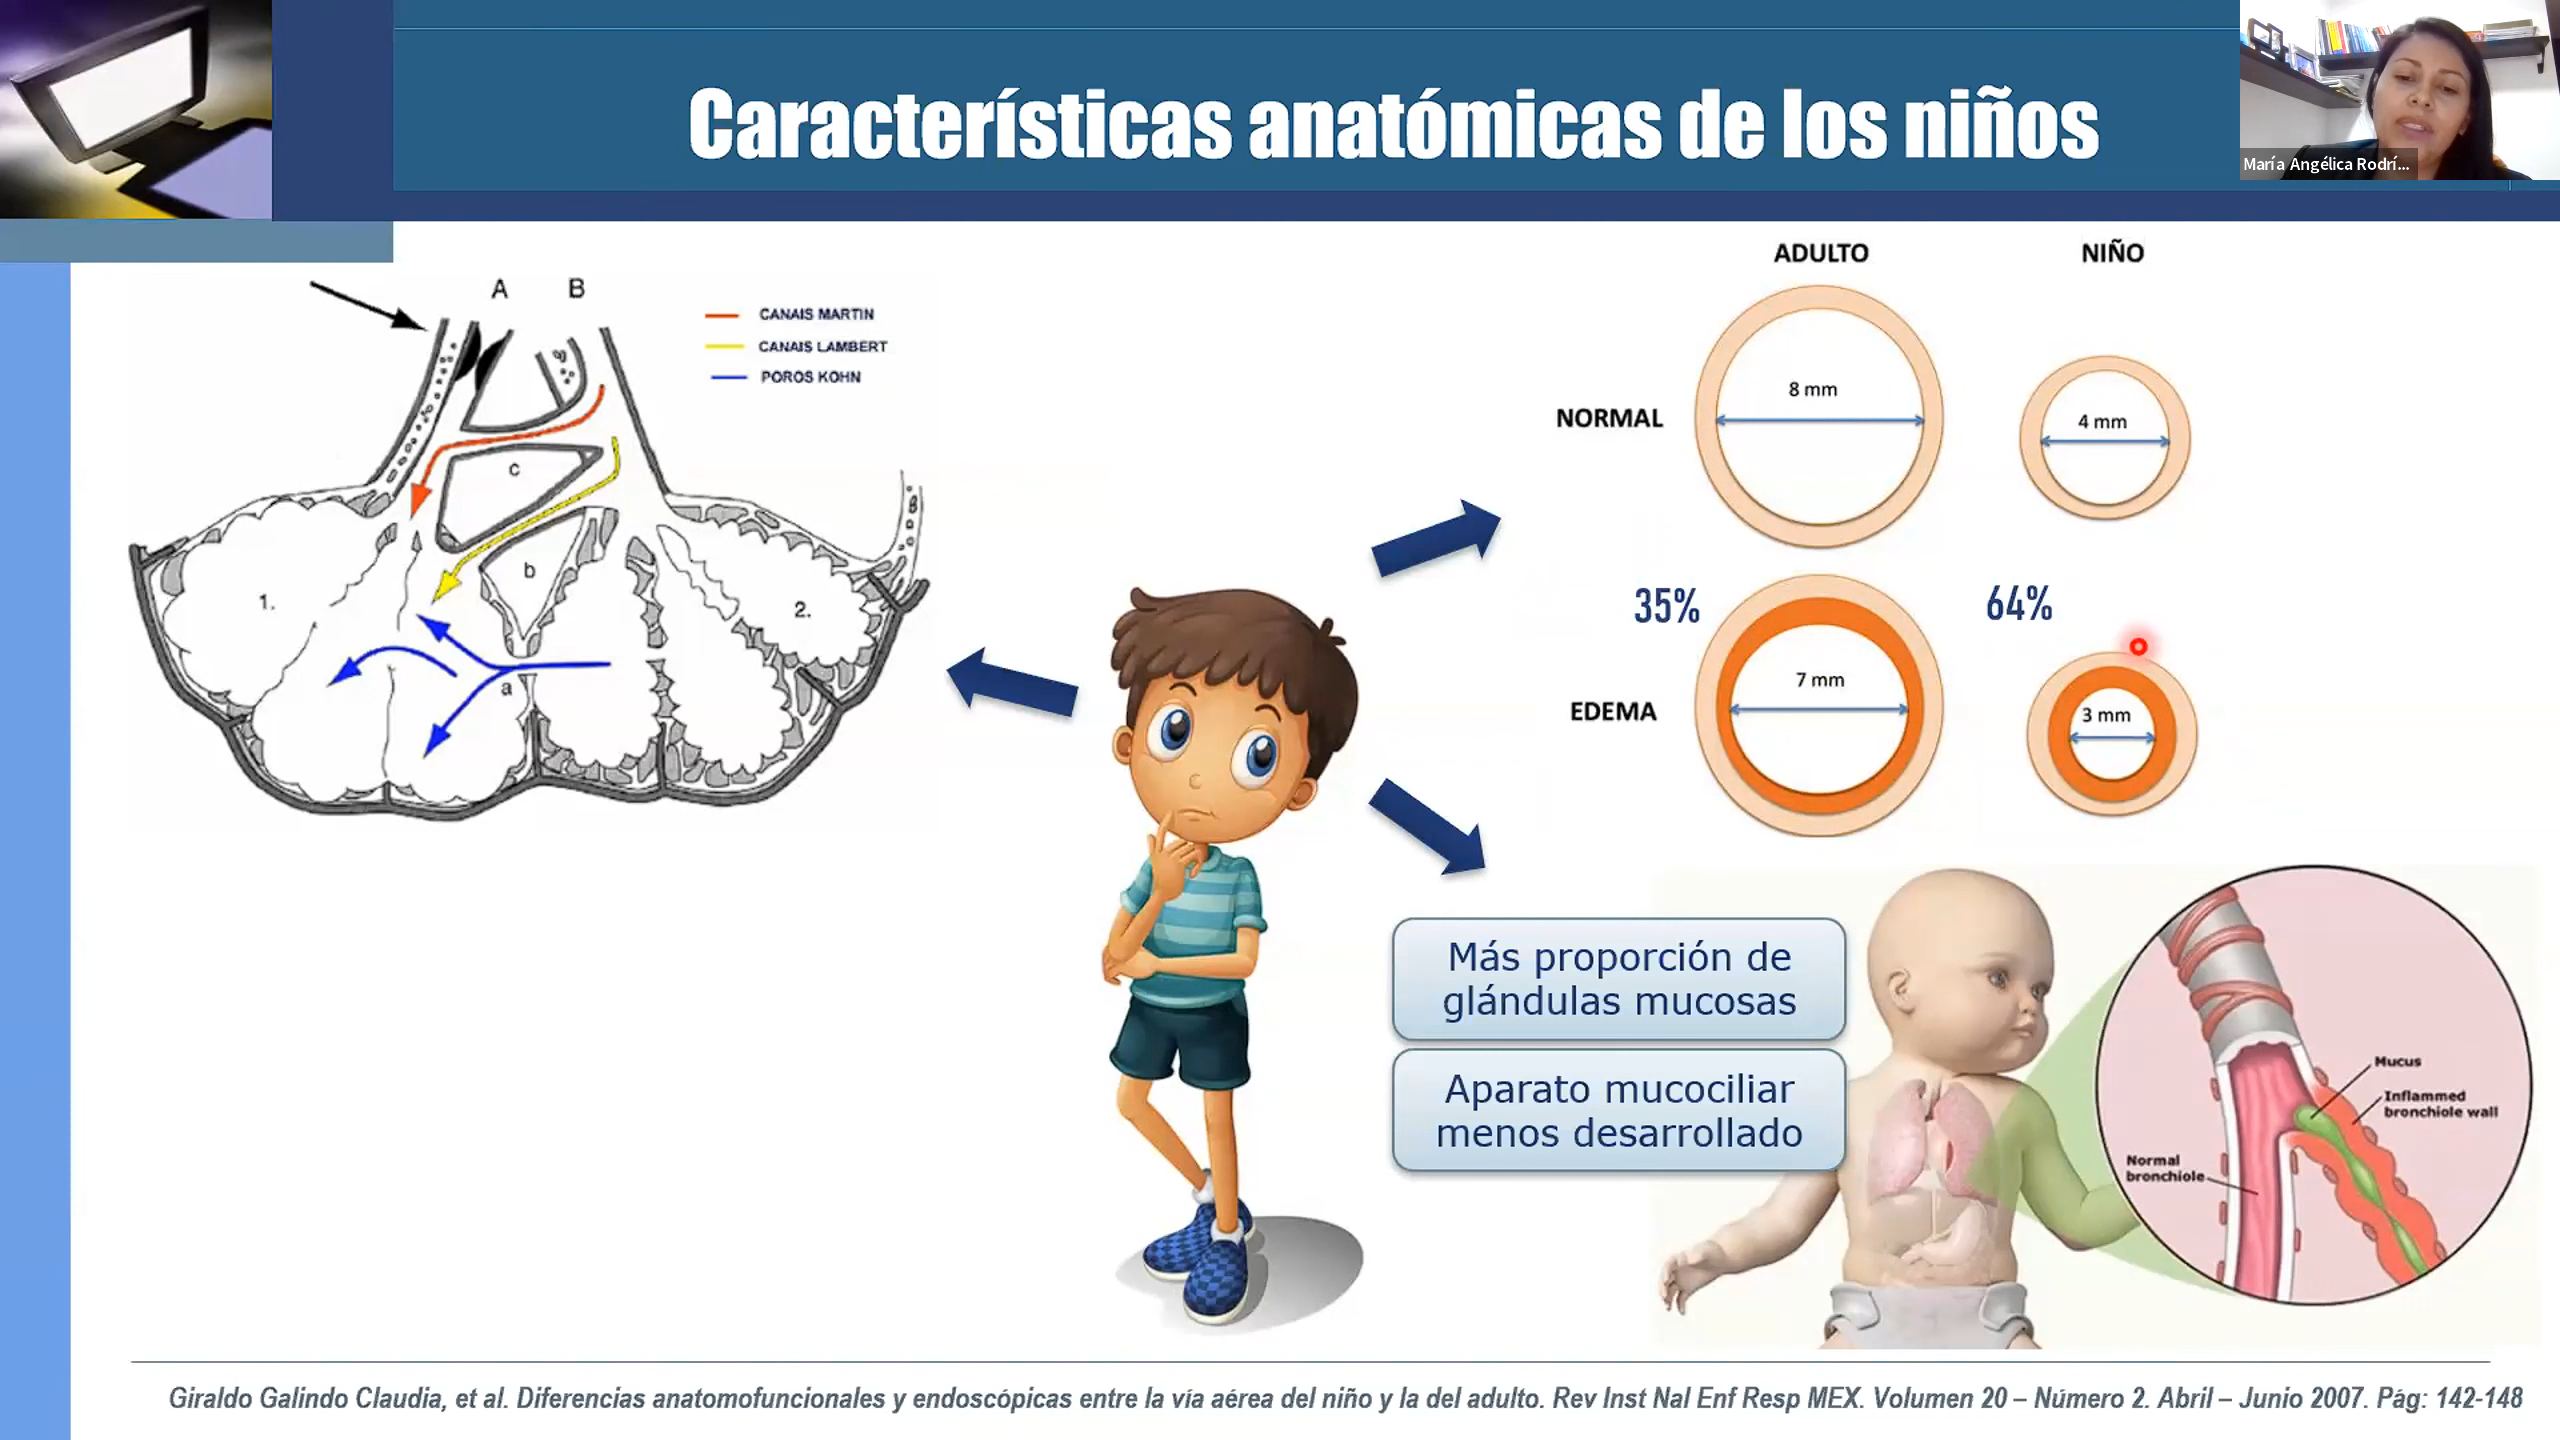 Características anatómicas de los niños
María Angélica Rodrí...
A
B
CANAIS MARTIN
CANAIS LAMBERT
POROS KOHN
c
b
a
1.
2.
ADULTO
NIÑO
NORMAL
8 mm
4 mm
35%
64%
EDEMA
7 mm
3 mm
Más proporción de
glándulas mucosas
Aparato mucociliar
menos desarrollado
Mucus
Inflammed
bronchiole wall
Normal
bronchiole
Giraldo Galindo Claudia, et al. Diferencias anatomofuncionales y endoscópicas entre la vía aérea del niño y la del adulto. Rev Inst Nal Enf Resp MEX. Volumen 20 – Número 2. Abril – Junio 2007. Pág: 142-148